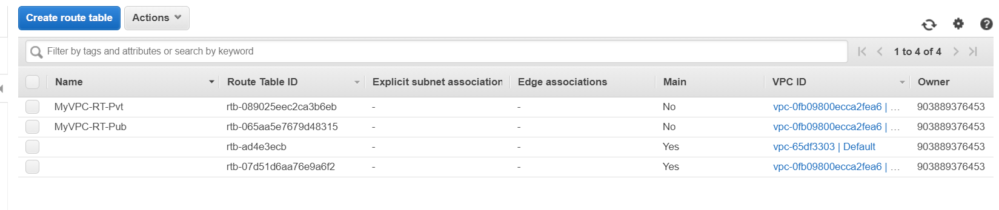 Create route table Actions
Filter by tags and attributes or search by keyword 1 to 4 of 4
Name Route Table ID Explicit subnet association Edge associations Main VPC ID Owner
MyVPC-RT-Pvt rtb-089025eec2ca3b6eb - - No vpc-0fb09800ecca2fea6 | ... 903889376453
MyVPC-RT-Pub rtb-065aa5e7679d48315 - - No vpc-0fb09800ecca2fea6 | ... 903889376453
rtb-ad4e3ecb - - Yes vpc-65df3303 | Default 903889376453
rtb-07d51d6aa76e9a6f2 - - Yes vpc-0fb09800ecca2fea6 | ... 903889376453